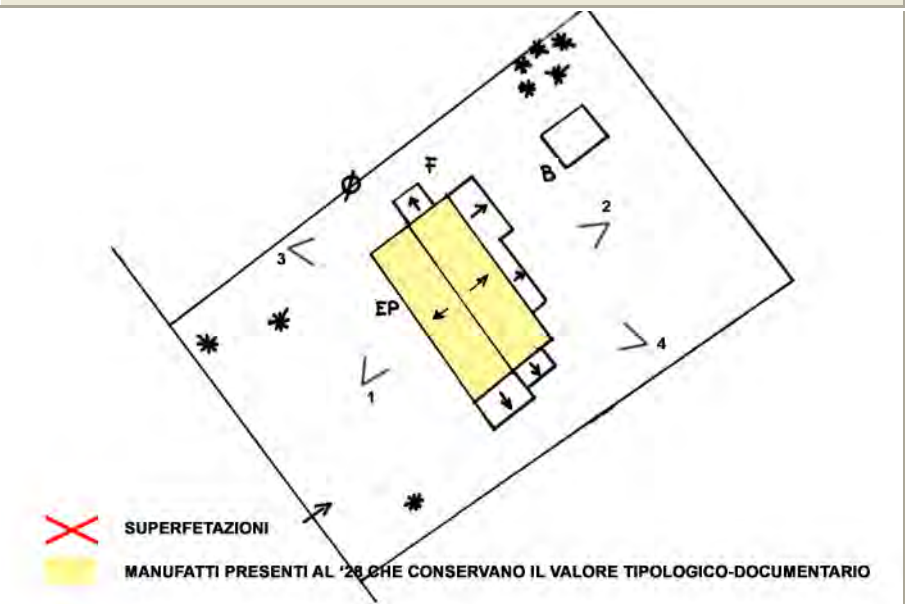 F
B
2
3
EP
4
1
SUPERFETAZIONI
MANUFATTI PRESENTI AL '28 CHE CONSERVANO IL VALORE TIPOLOGICO-DOCUMENTARIO